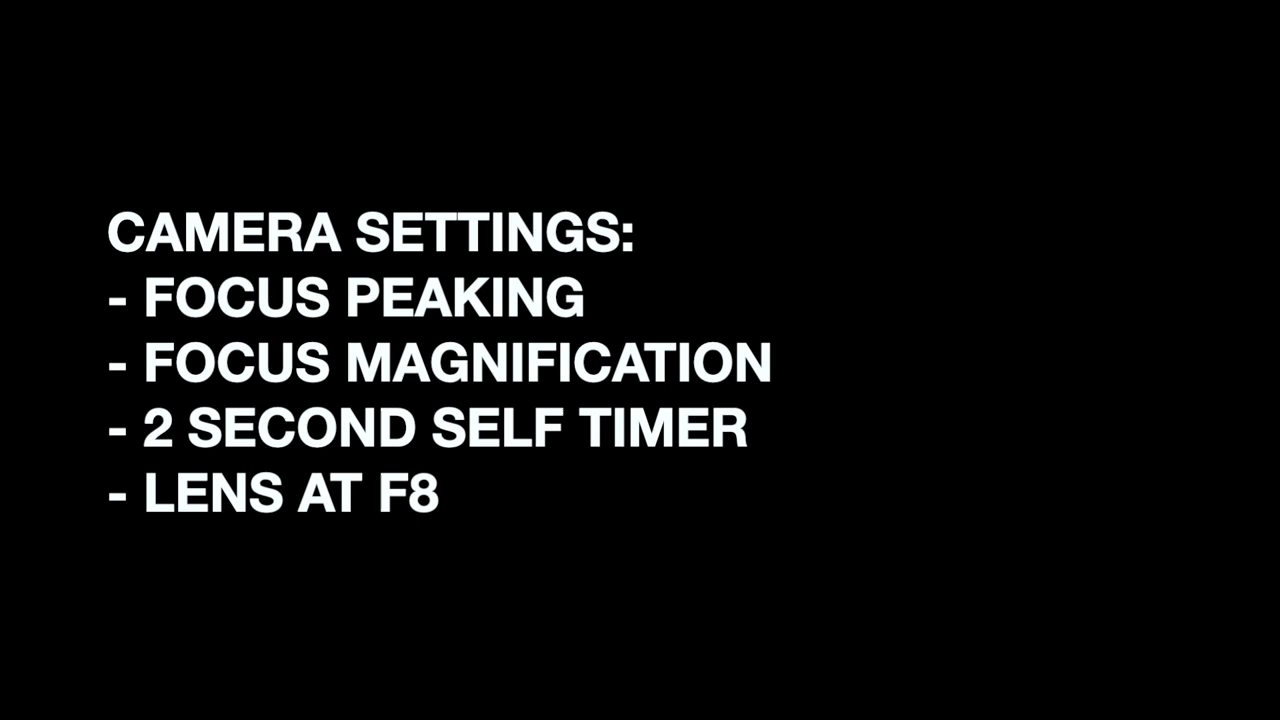 CAMERA SETTINGS:
- FOCUS PEAKING
- FOCUS MAGNIFICATION
- 2 SECOND SELF TIMER
- LENS AT F8